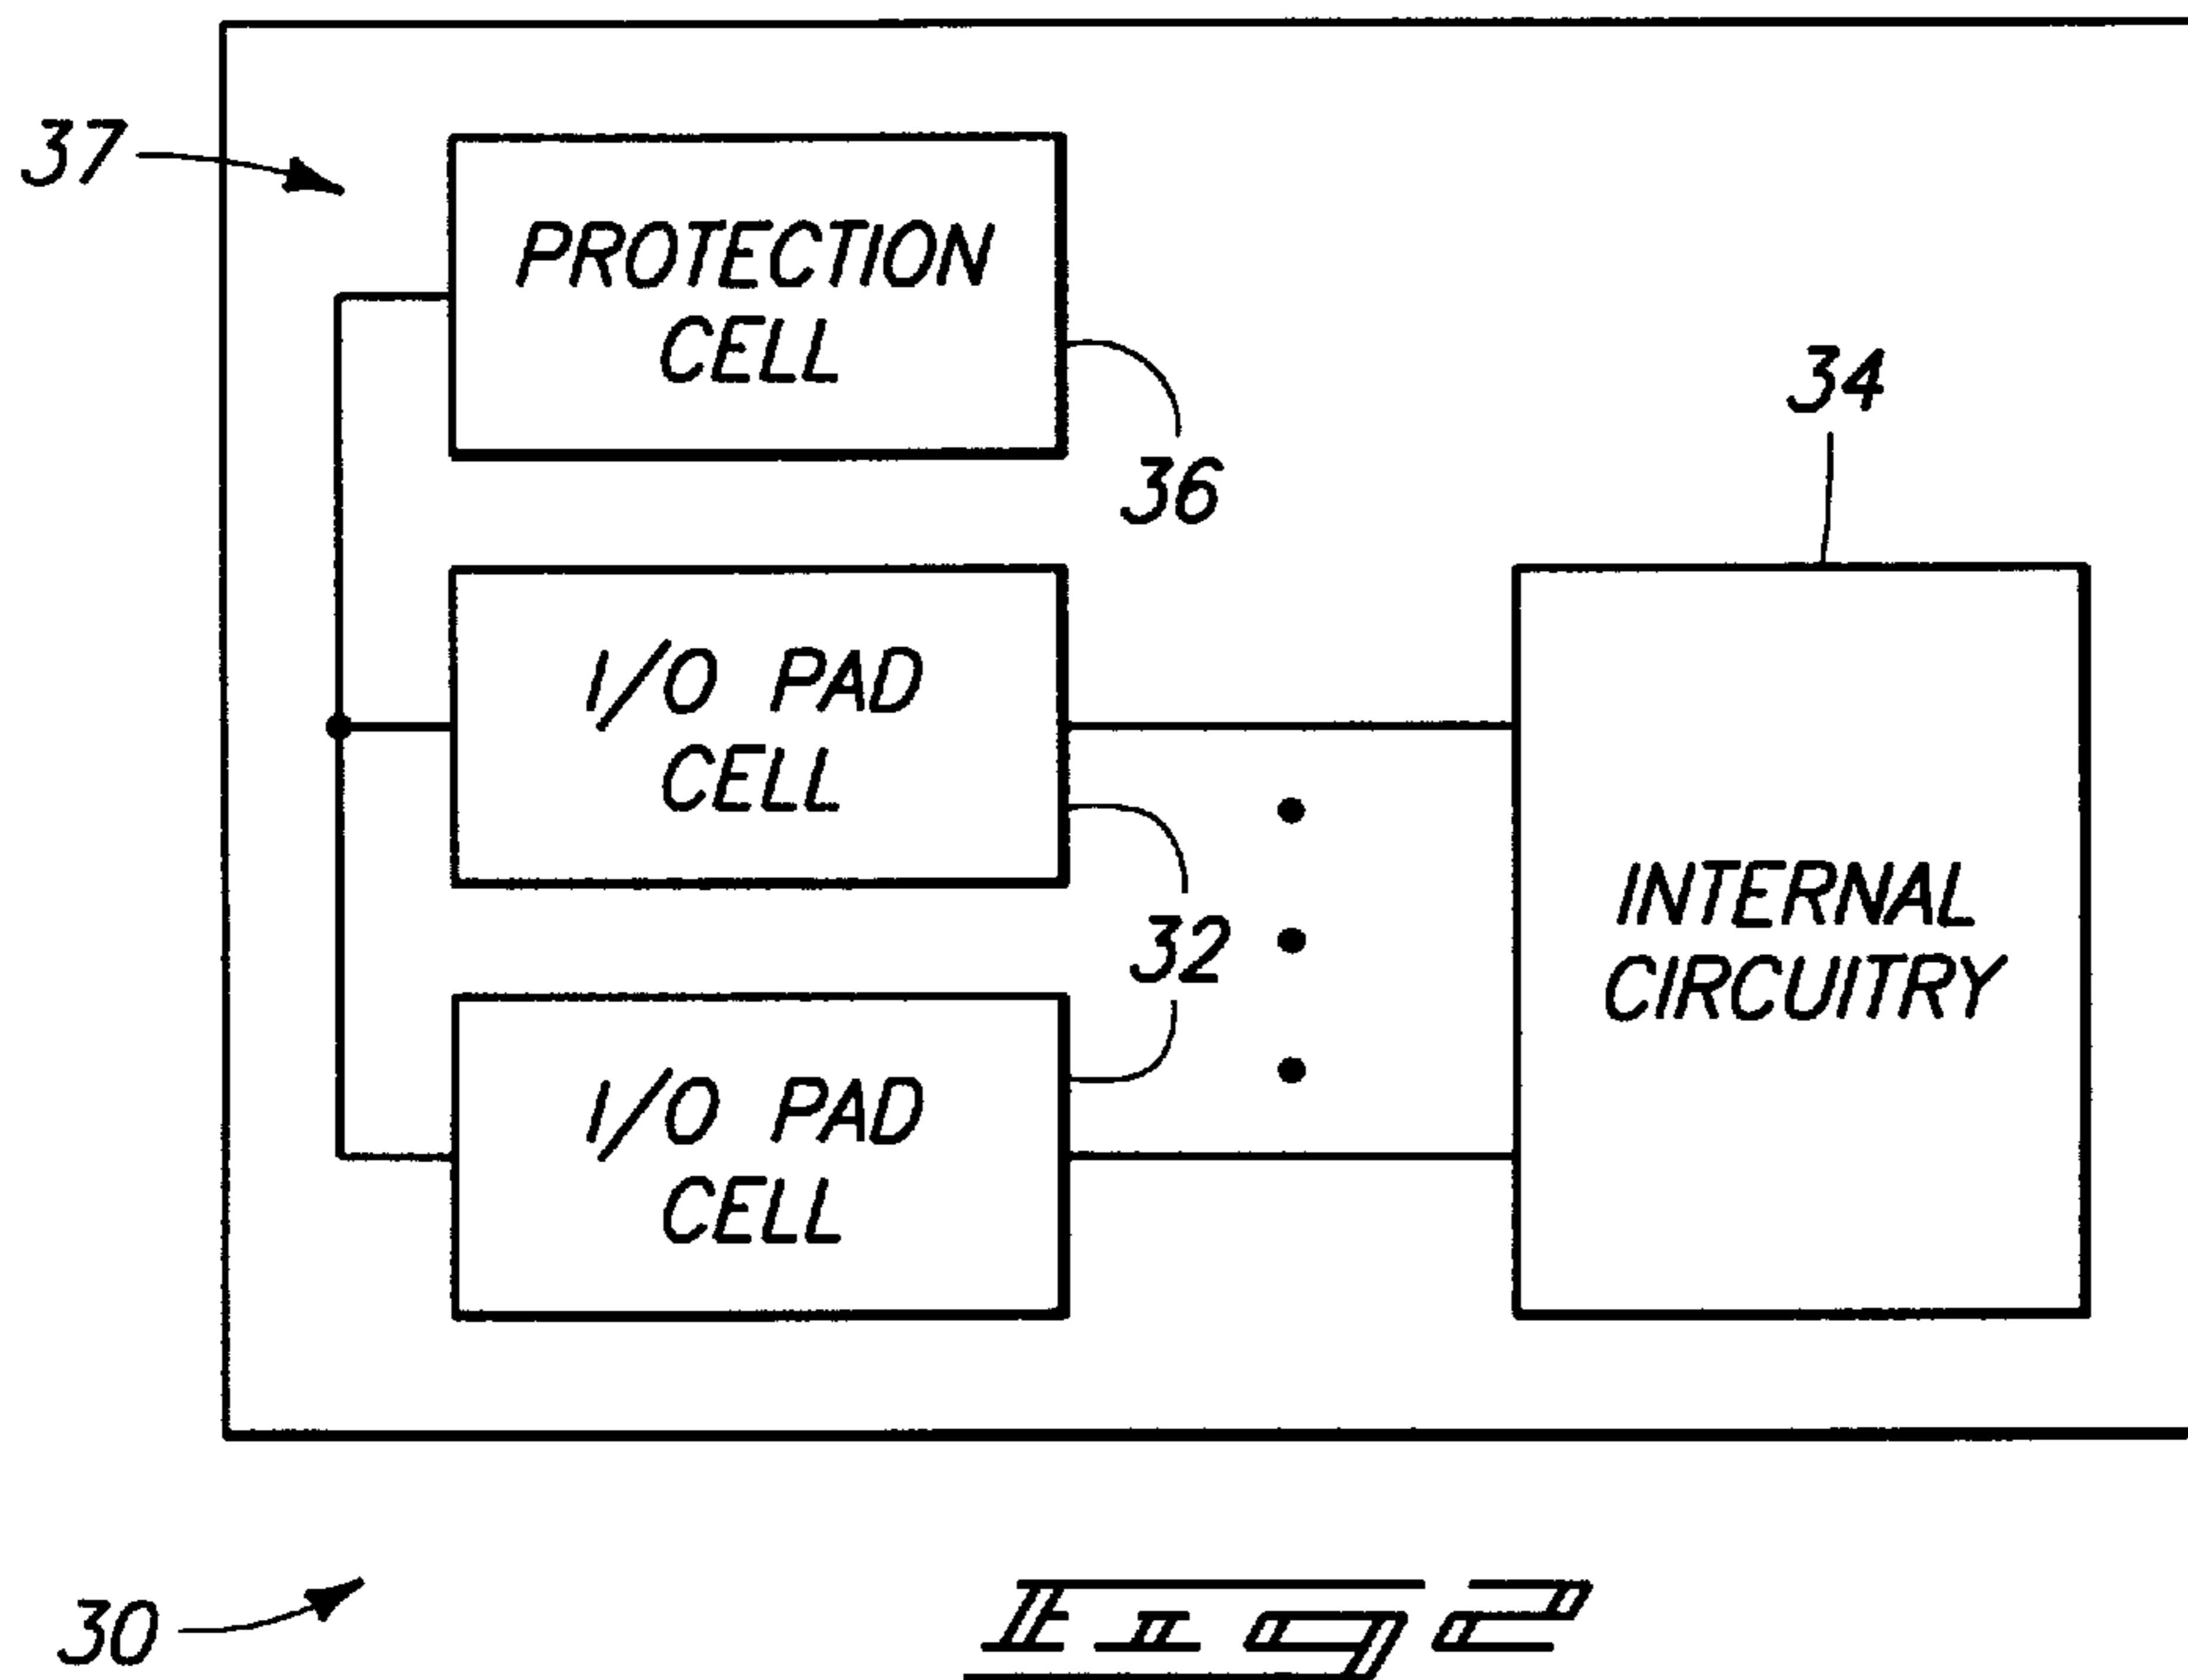 37
PROTECTION
CELL
36
34
I/O PAD
CELL
32
INTERNAL
CIRCUITRY
I/O PAD
CELL
30
Fig 2